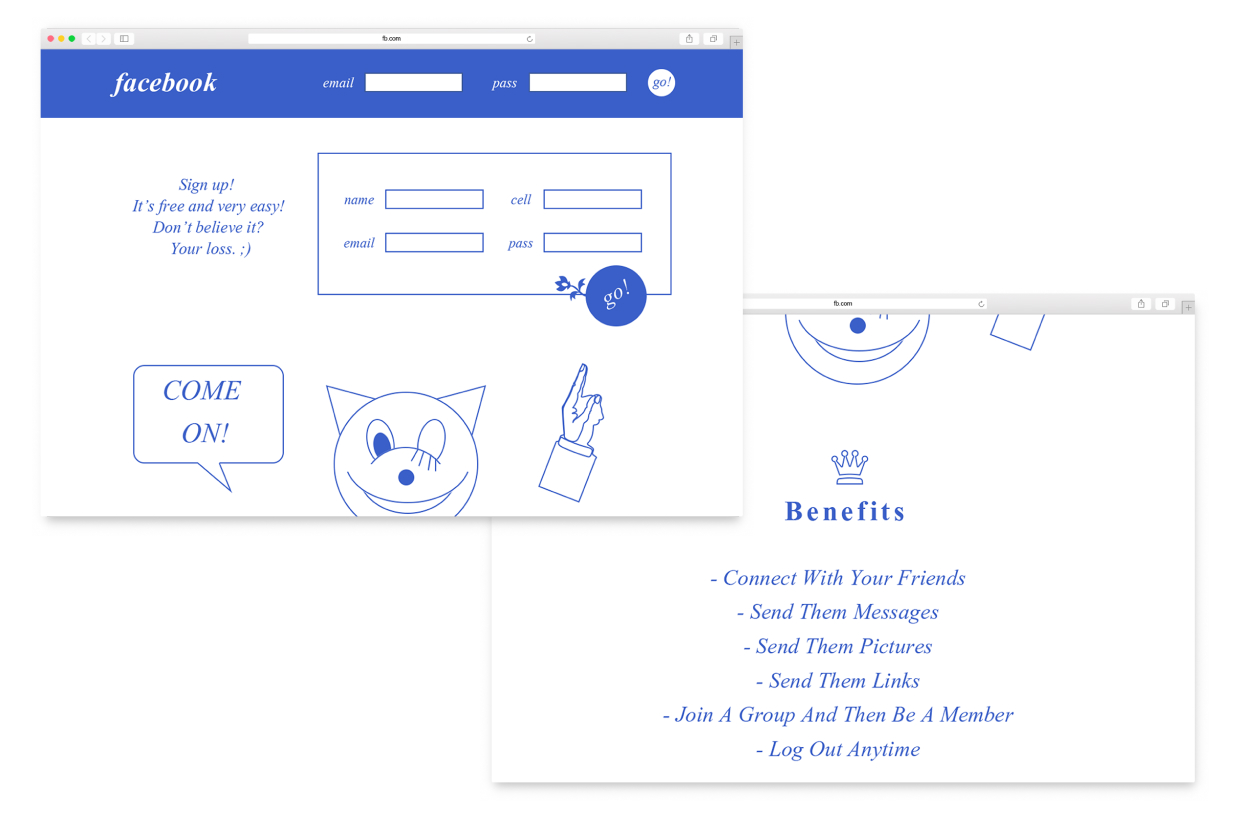 fb.com
facebook
email
pass
go!
Sign up!
It's free and very easy!
Don't believe it?
Your loss. ;)
name
cell
email
pass
go!
COME
ON!
fb.com
Benefits
- Connect With Your Friends
- Send Them Messages
- Send Them Pictures
- Send Them Links
- Join A Group And Then Be A Member
- Log Out Anytime